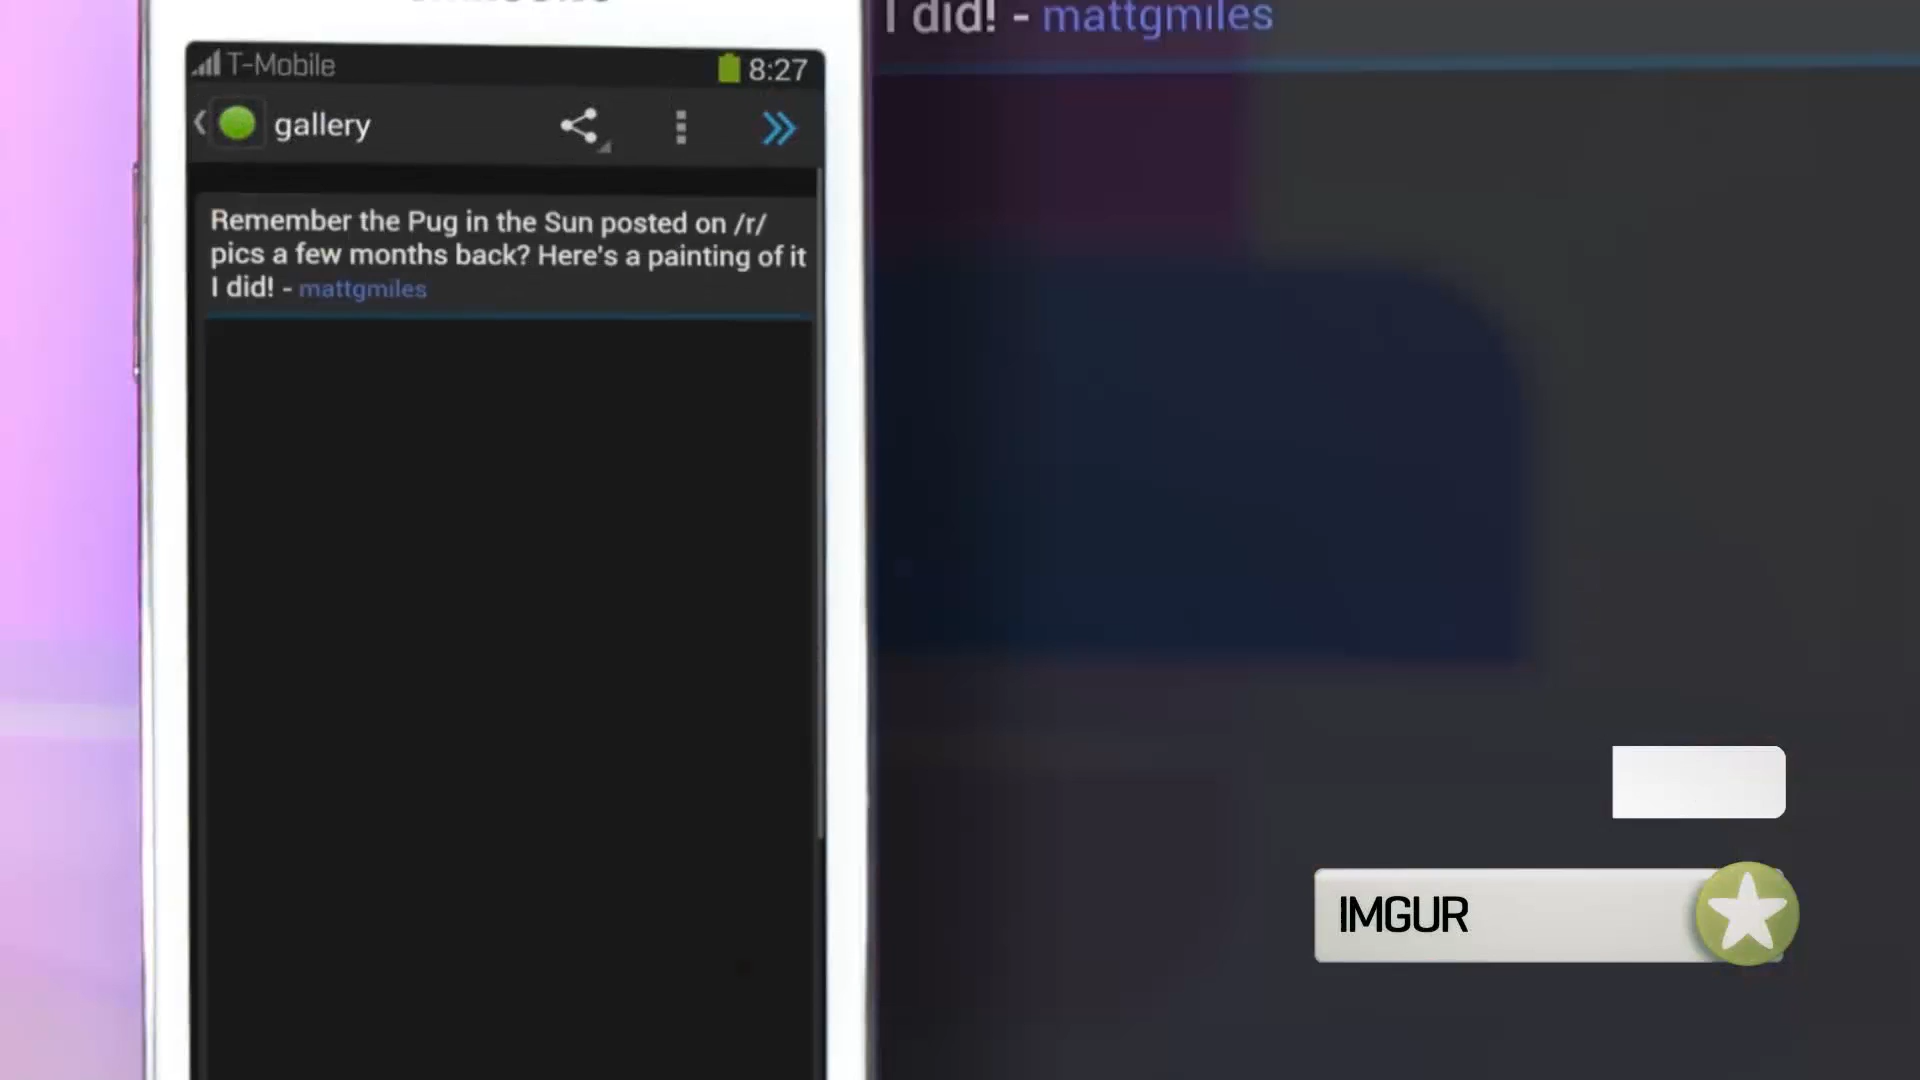 I did! - mattgmiles
T-Mobile 8:27
gallery
Remember the Pug in the Sun posted on /r/
pics a few months back? Here's a painting of it
I did! - mattgmiles
IMGUR